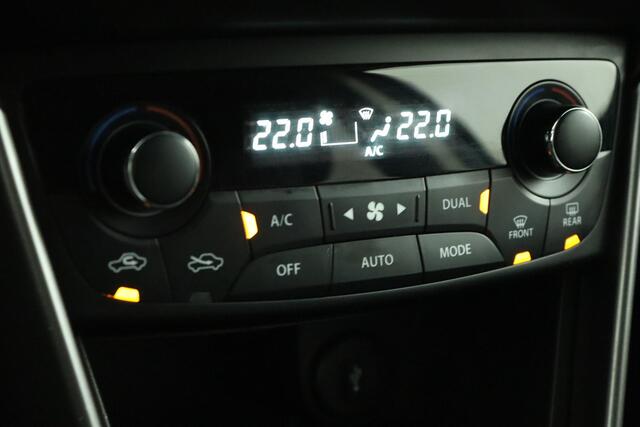 22.0 22.0
A/C
A/C DUAL FRONT REAR
OFF AUTO MODE